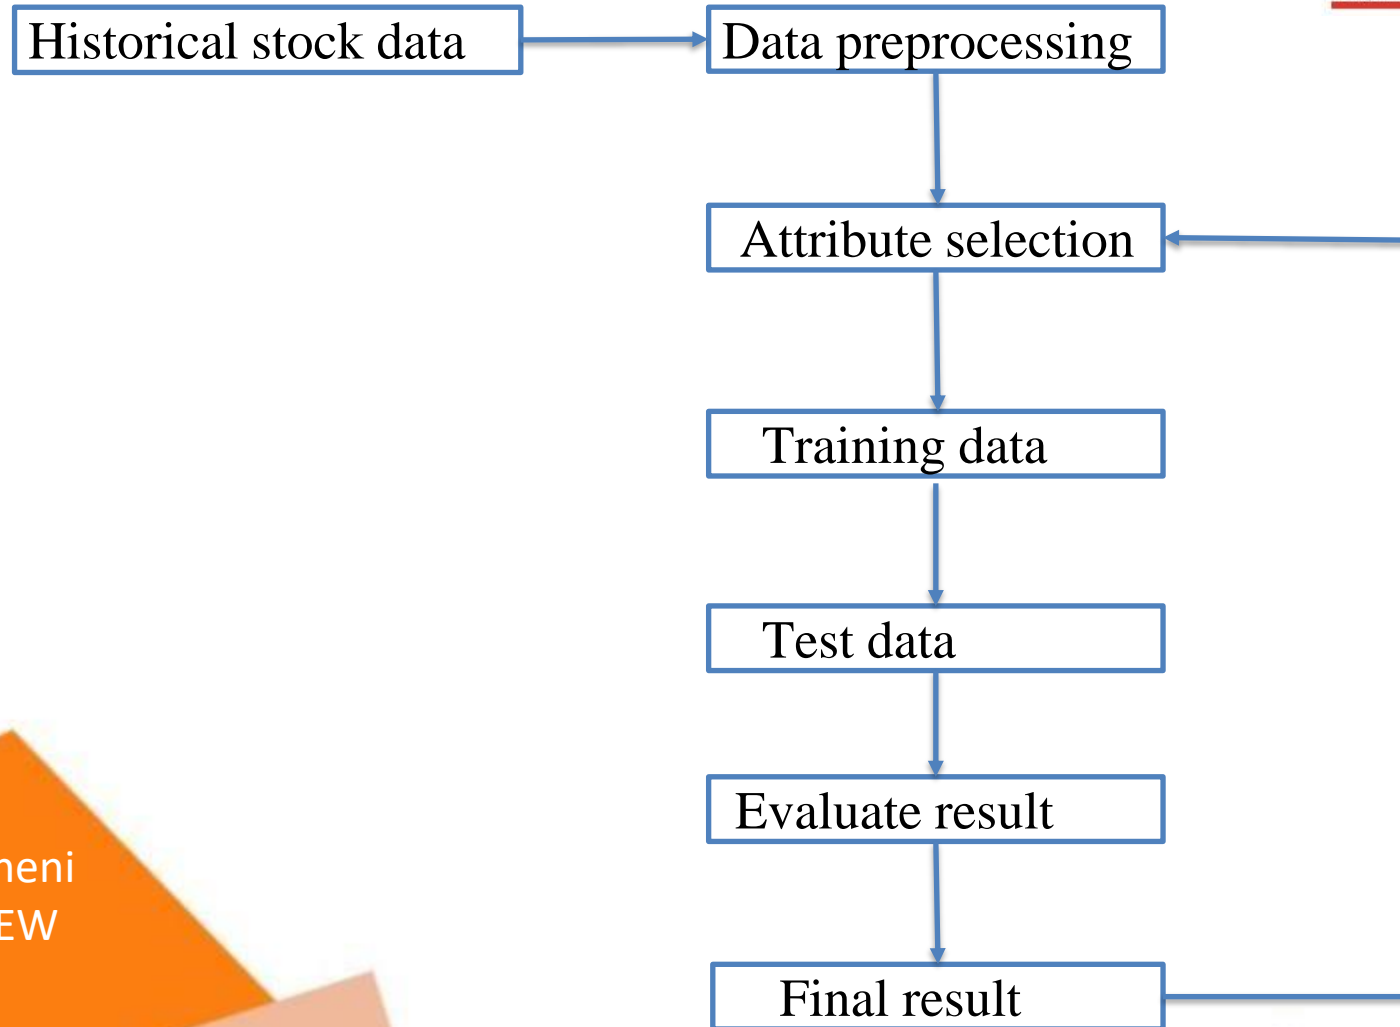 Historical stock data
Data preprocessing
Attribute selection
Training data
Test data
Evaluate result
Final result